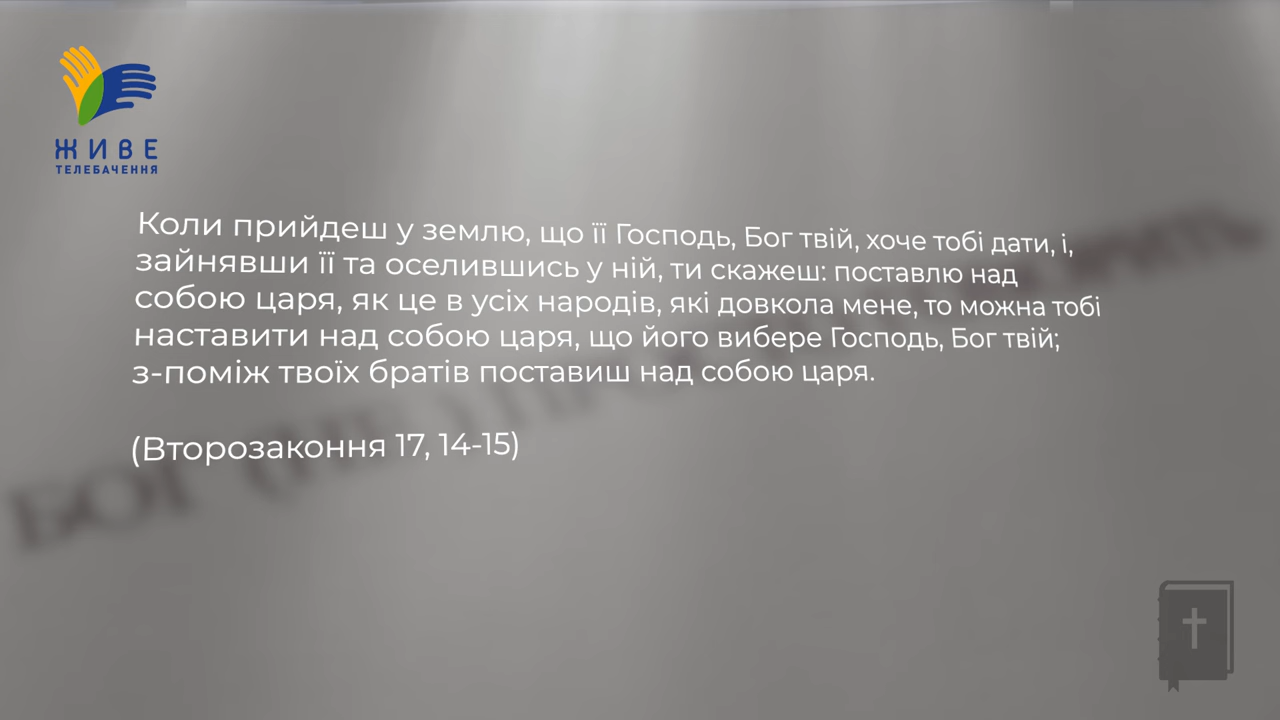 ЖИВЕ
ТЕЛЕБАЧЕННЯ
Коли прийдеш у землю, що її Господь, Бог твій, хоче тобі дати, і,
зайнявши її та оселившись у ній, ти скажеш: поставлю над
собою царя, як це в усіх народів, які довкола мене, то можна тобі
наставити над собою царя, що його вибере Господь, Бог твій;
з-поміж твоїх братів поставиш над собою царя.
(Второзаконня 17, 14-15)
БОГ (НЕ)